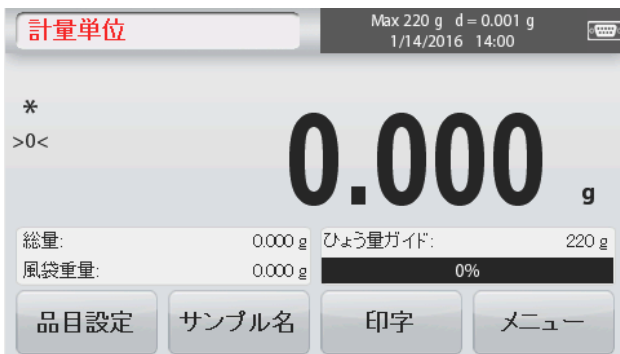 計量単位
Max 220 g d = 0.001 g
1/14/2016 14:00
*
>0<
0.000 g
総量: 0.000 g
風袋重量: 0.000 g
ひょう量ガイド: 220 g
0%
品目設定 サンプル名 印字 メニュー